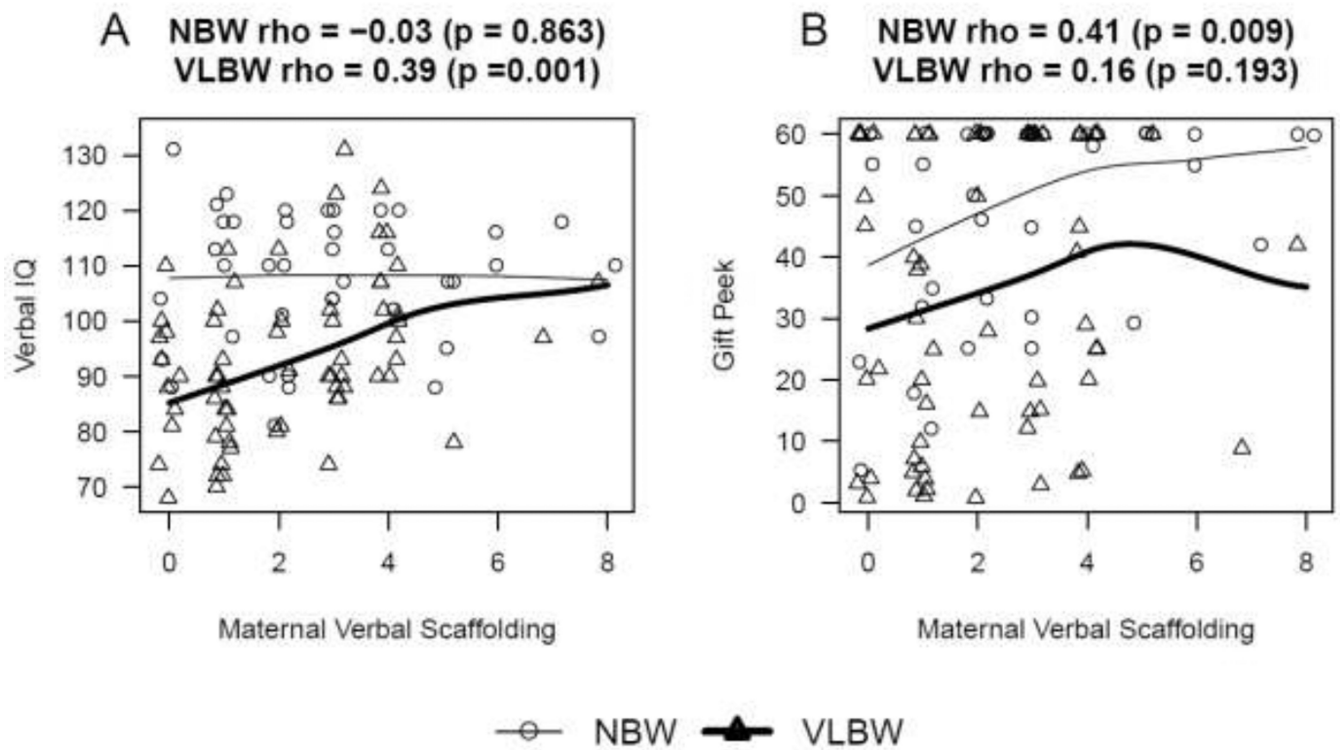 A
NBW rho = −0.03 (p = 0.863)
VLBW rho = 0.39 (p =0.001)
Verbal IQ
130
120
110
100
90
80
70
0 2 4 6 8
Maternal Verbal Scaffolding
B
NBW rho = 0.41 (p = 0.009)
VLBW rho = 0.16 (p =0.193)
Gift Peek
60
50
40
30
20
10
0
0 2 4 6 8
Maternal Verbal Scaffolding
NBW VLBW